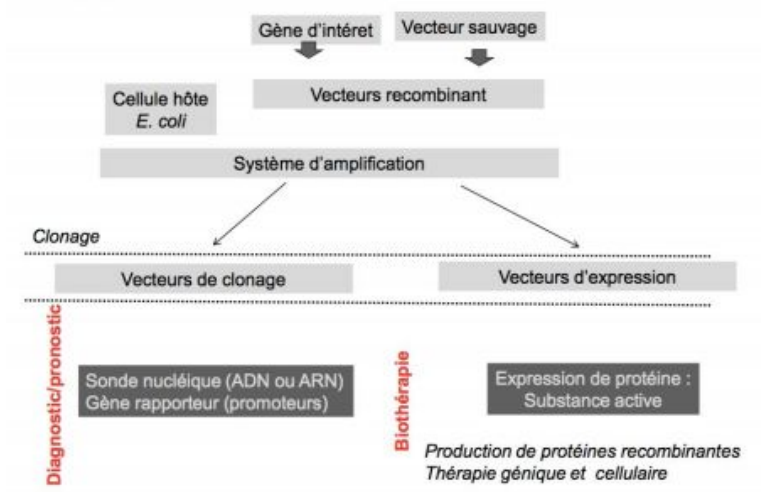 Gène d'intéret
Vecteur sauvage
Vecteurs recombinant
Cellule hôte
E. coli
Système d'amplification
Clonage
Vecteurs de clonage
Vecteurs d'expression
Diagnostic/pronostic
Sonde nucléique (ADN ou ARN)
Gène rapporteur (promoteurs)
Biothérapie
Expression de protéine :
Substance active
Production de protéines recombinantes
Thérapie génique et cellulaire